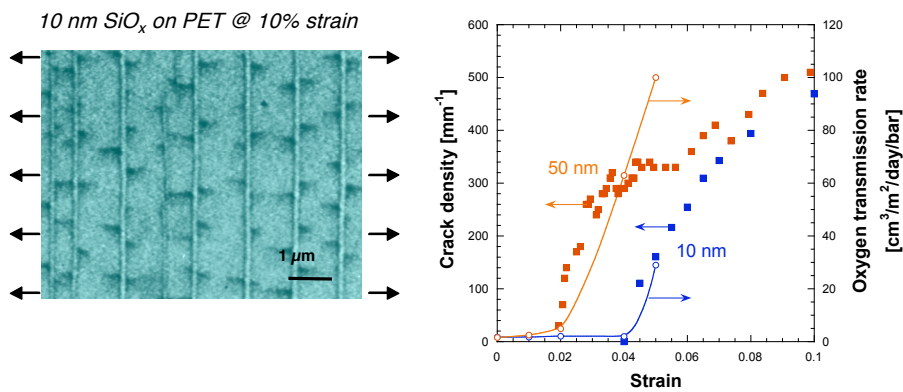 10 nm SiOₓ on PET @ 10% strain
1 µm
Crack density [mm⁻¹]
600
500
400
300
200
100
0
50 nm
10 nm
120
100
80
60
40
20
0
Oxygen transmission rate
[cm³/m²/day/bar]
0
0.02
0.04
0.06
0.08
0.1
Strain